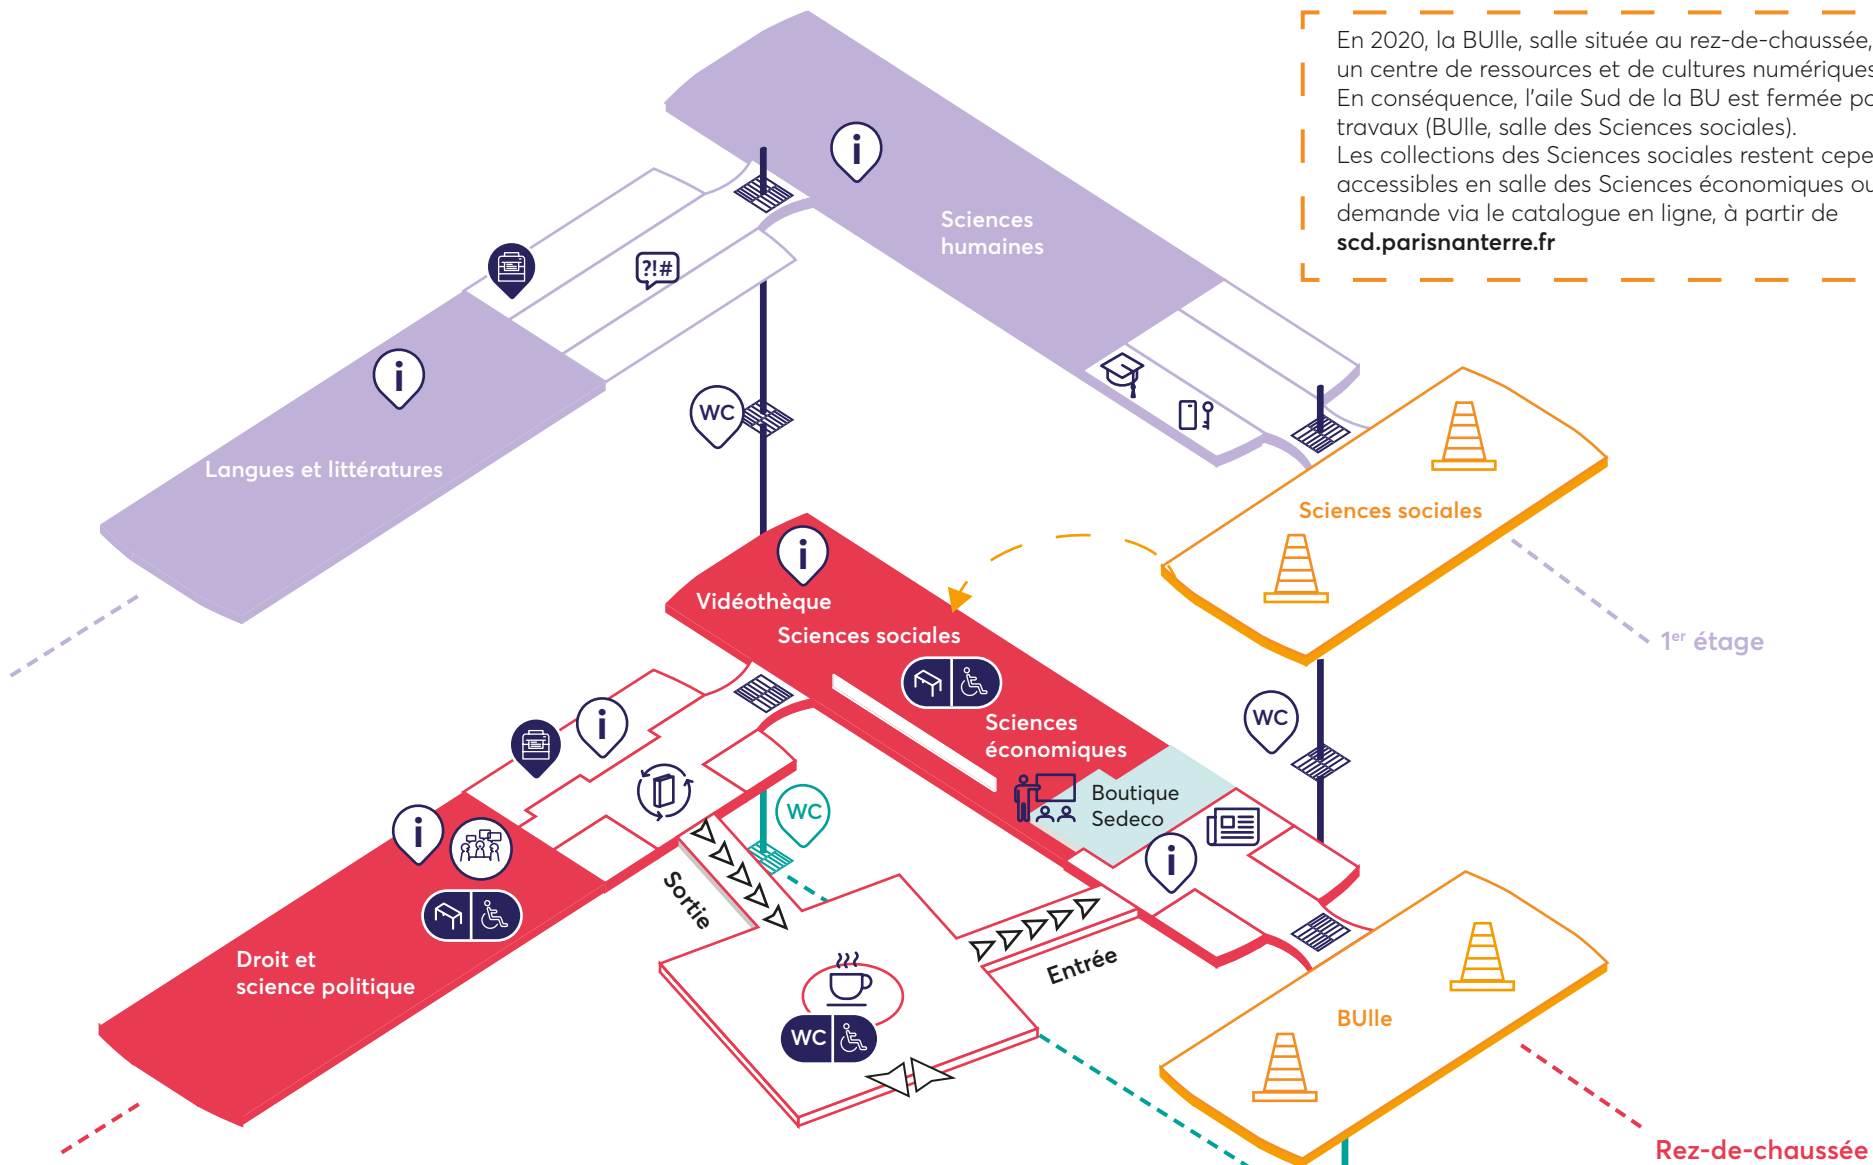 En 2020, la BUlle, salle située au rez-de-chaussée,
un centre de ressources et de cultures numériques
En conséquence, l'aile Sud de la BU est fermée
travaux (BUlle, salle des Sciences sociales).
Les collections des Sciences sociales restent
accessibles en salle des Sciences économiques ou
demande via le catalogue en ligne, à partir de
scd.parisnanterre.fr
i
Sciences
humaines
?!#
i
WC
Langues et littératures
Sciences sociales
i
Vidéothèque
Sciences sociales
1er étage
i
WC
Sciences
économiques
Boutique
Sedeco
WC
i
i
Sortie
Entrée
Droit et
science politique
WC
BUlle
Rez-de-chaussée